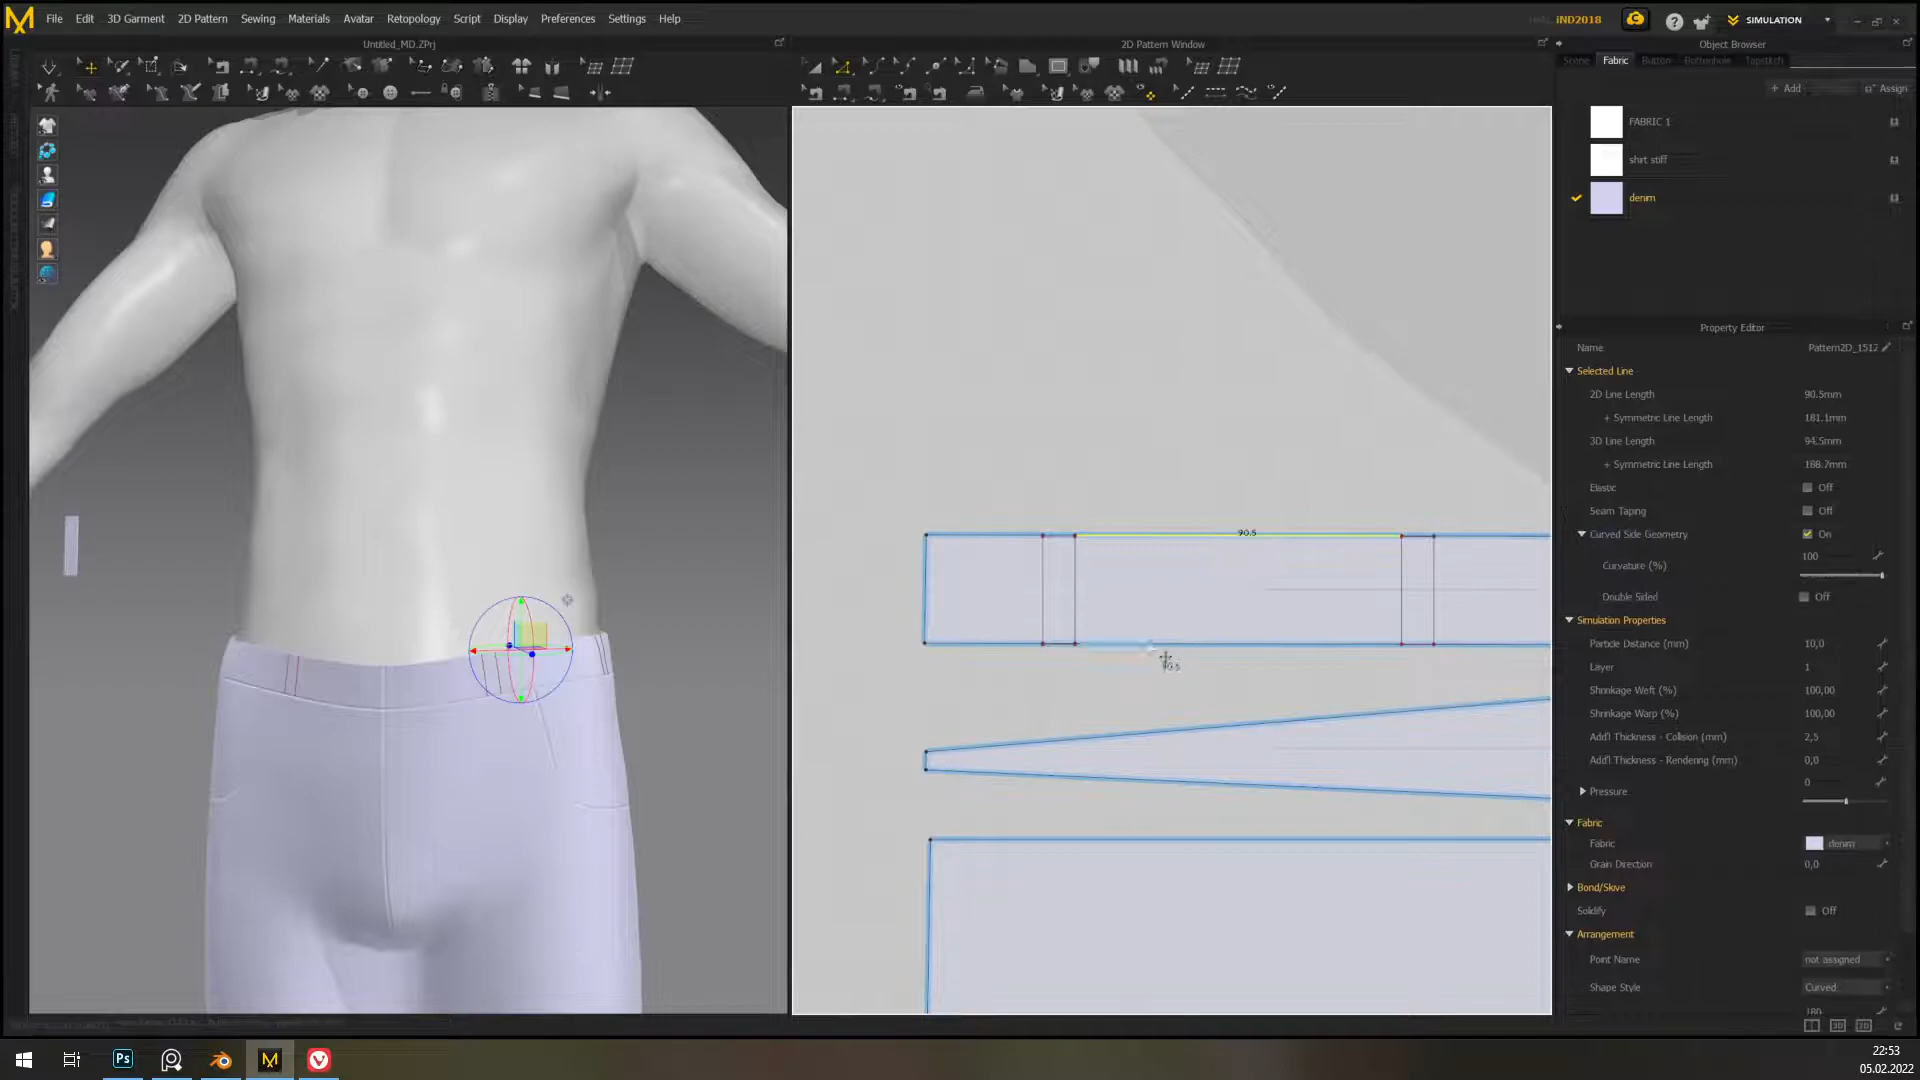 File Edit 3D Garment 2D Pattern Sewing Materials Avatar Retopology Script Display Preferences Settings Help
iND2018
SIMULATION
Untitled_MD.ZPrj
2D Pattern Window
Object Browser
Scene Fabric Button Buttonhole Topstitch
+ Add
Assign
FABRIC 1
shirt stiff
denim
Property Editor
Name Pattern2D_1512
Selected Line
2D Line Length 90.5mm
+ Symmetric Line Length 181.1mm
3D Line Length 94.5mm
+ Symmetric Line Length 188.7mm
Elastic Off
Seam Taping Off
Curved Side Geometry On
100
Curvature (%)
Double Sided Off
Simulation Properties
Particle Distance (mm) 10,0
Layer 1
Shrinkage Weft (%) 100,00
Shrinkage Warp (%) 100,00
Add'l Thickness - Collision (mm) 2,5
Add'l Thickness - Rendering (mm) 0,0
0
Pressure
Fabric
Fabric denim
Grain Direction 0,0
Bond/Skive
Solidify Off
Arrangement
Point Name not assigned
Shape Style Curved
180
90.5
3D 2D
Ps
22:53
05.02.2022